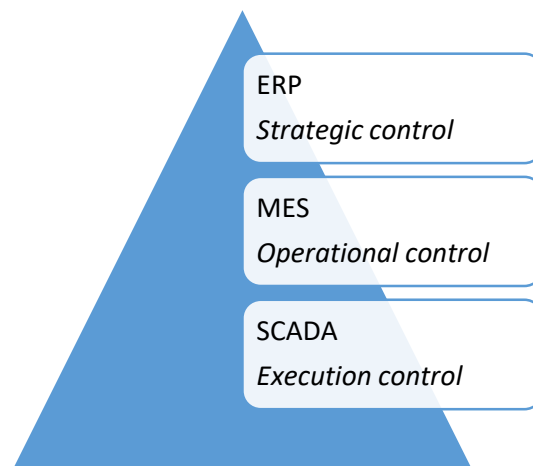 ERP
Strategic control
MES
Operational control
SCADA
Execution control